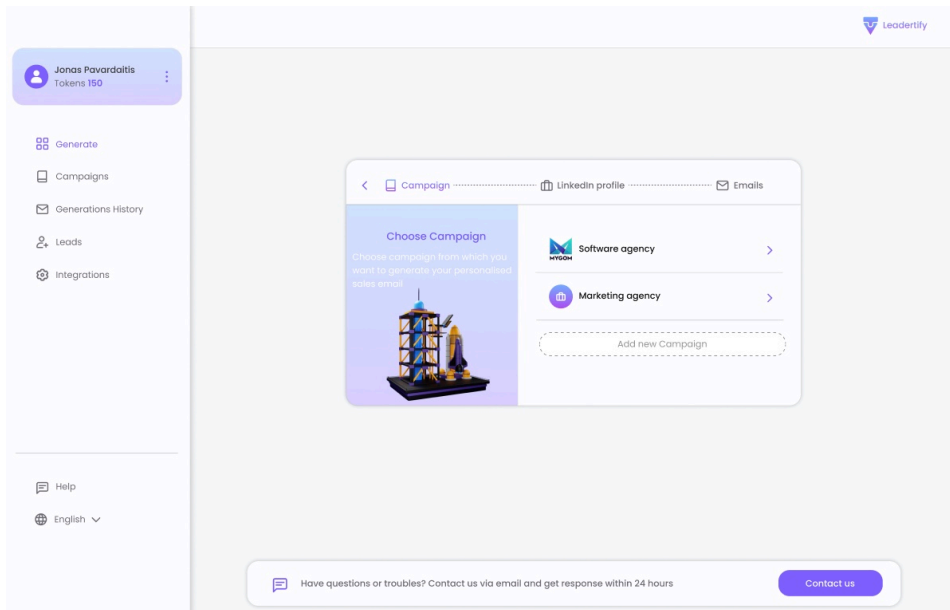 Leadertify
Jonas Pavardaitis
Tokens 150
Generate
Campaigns
Generations History
Leads
Integrations
Help
English
Campaign
LinkedIn profile
Emails
Choose Campaign
Choose campaign from which you
want to generate your personalised
sales email
MYGOM
Software agency
Marketing agency
Add new Campaign
Have questions or troubles? Contact us via email and get response within 24 hours
Contact us